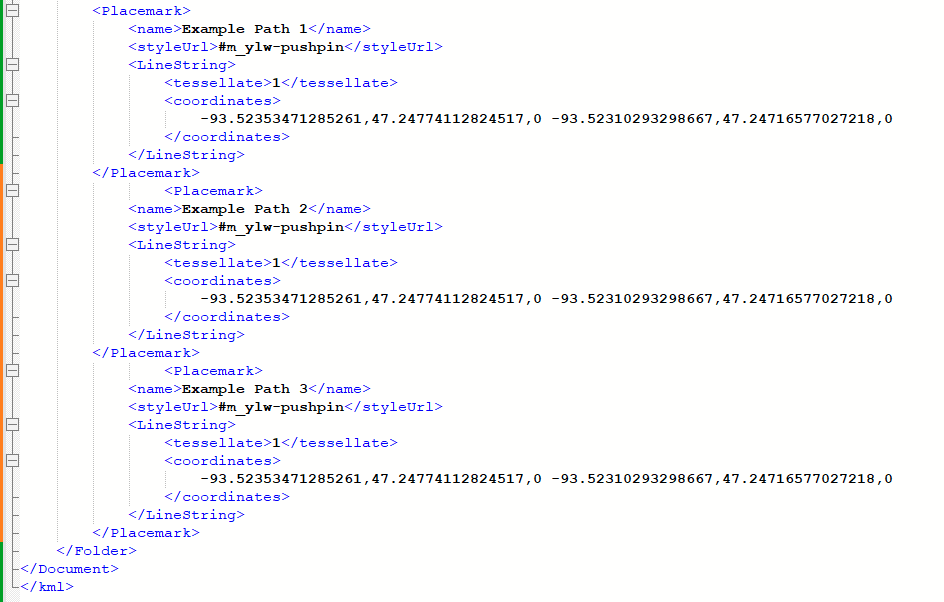 <Placemark>
<name>Example Path 1</name>
<styleUrl>#m_ylw-pushpin</styleUrl>
<LineString>
<tessellate>1</tessellate>
<coordinates>
-93.52353471285261,47.24774112824517,0 -93.52310293298667,47.24716577027218,0
</coordinates>
</LineString>
</Placemark>
<Placemark>
<name>Example Path 2</name>
<styleUrl>#m_ylw-pushpin</styleUrl>
<LineString>
<tessellate>1</tessellate>
<coordinates>
-93.52353471285261,47.24774112824517,0 -93.52310293298667,47.24716577027218,0
</coordinates>
</LineString>
</Placemark>
<Placemark>
<name>Example Path 3</name>
<styleUrl>#m_ylw-pushpin</styleUrl>
<LineString>
<tessellate>1</tessellate>
<coordinates>
-93.52353471285261,47.24774112824517,0 -93.52310293298667,47.24716577027218,0
</coordinates>
</LineString>
</Placemark>
</Folder>
</Document>
</kml>